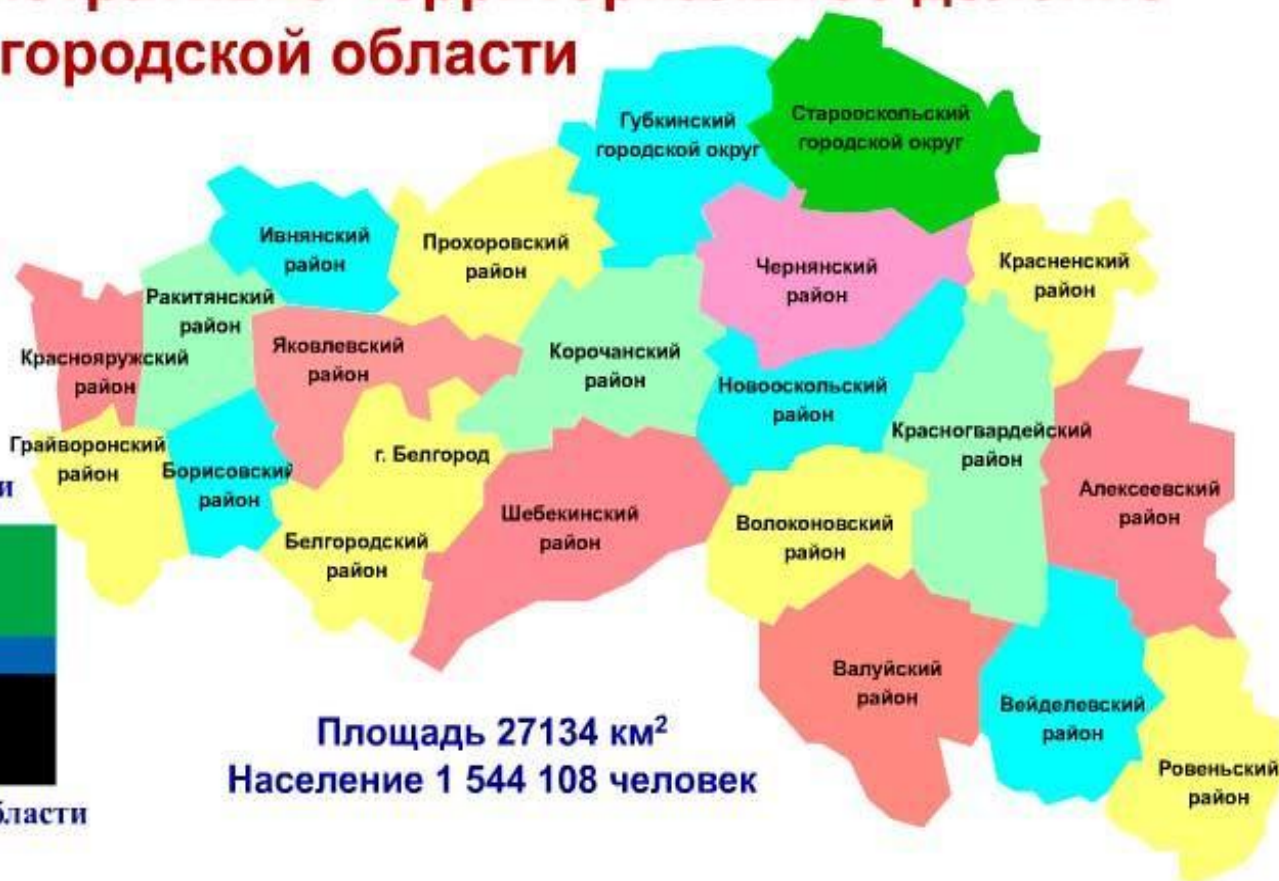 городской области
Губкинский
городской округ
Старооскольский
городской округ
Ивнянский
район
Прохоровский
район
Чернянский
район
Красненский
район
Ракитянский
район
Краснояружский
район
Яковлевский
район
Корочанский
район
Новооскольский
район
Красногвардейский
район
Грайворонский
район
Борисовский
район
г. Белгород
Алексеевский
район
Шебекинский
район
Волоконовский
район
Белгородский
район
Валуйский
район
Вейделевский
район
Ровеньский
район
Площадь 27134 км²
Население 1 544 108 человек